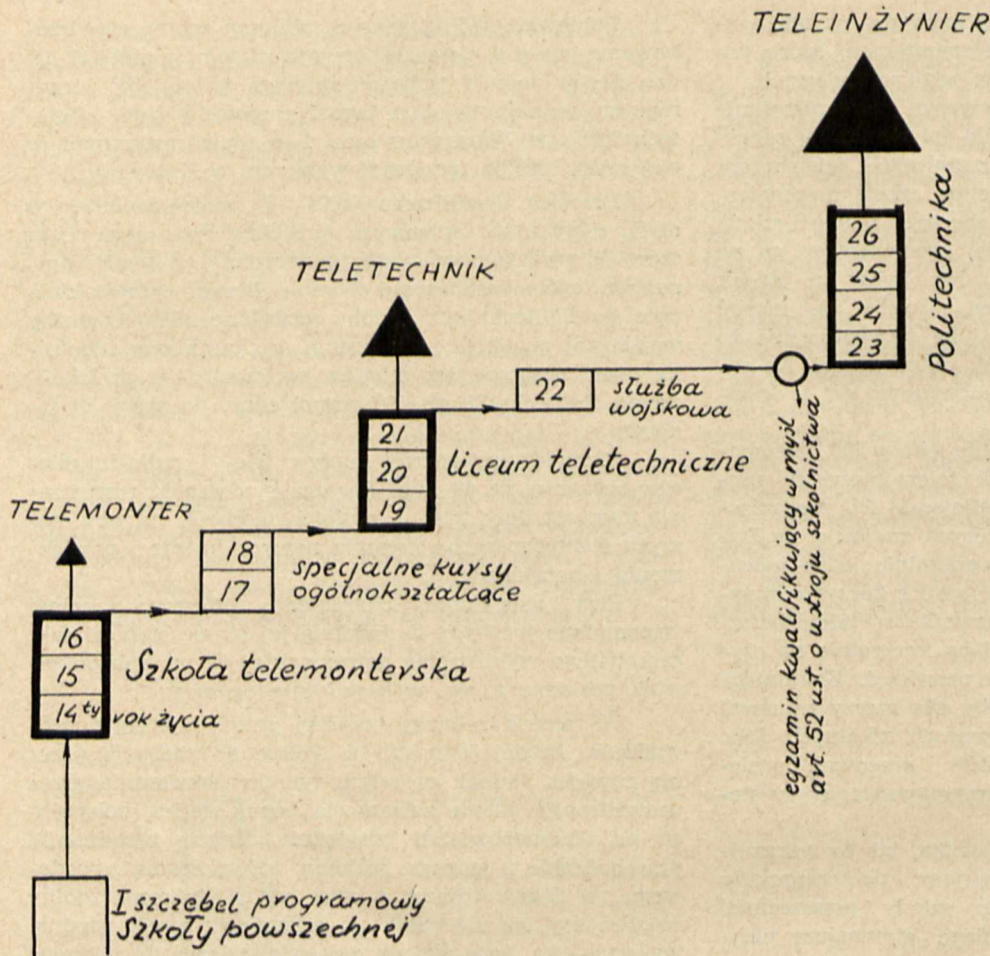 TELEINŻYNIER
26
25
24
23
Politechnika
TELETECHNIK
22
służba
wojskowa
egzamin kwalifikujący w myśl
art. 52 ust. o ustroju szkolnictwa
21
20
19
liceum teletechniczne
TELEMONTER
18
17
specjalne kursy
ogólnokształcące
16
15
14ty rok życia
Szkoła telemonterska
I szczebel programowy
Szkoły powszechnej